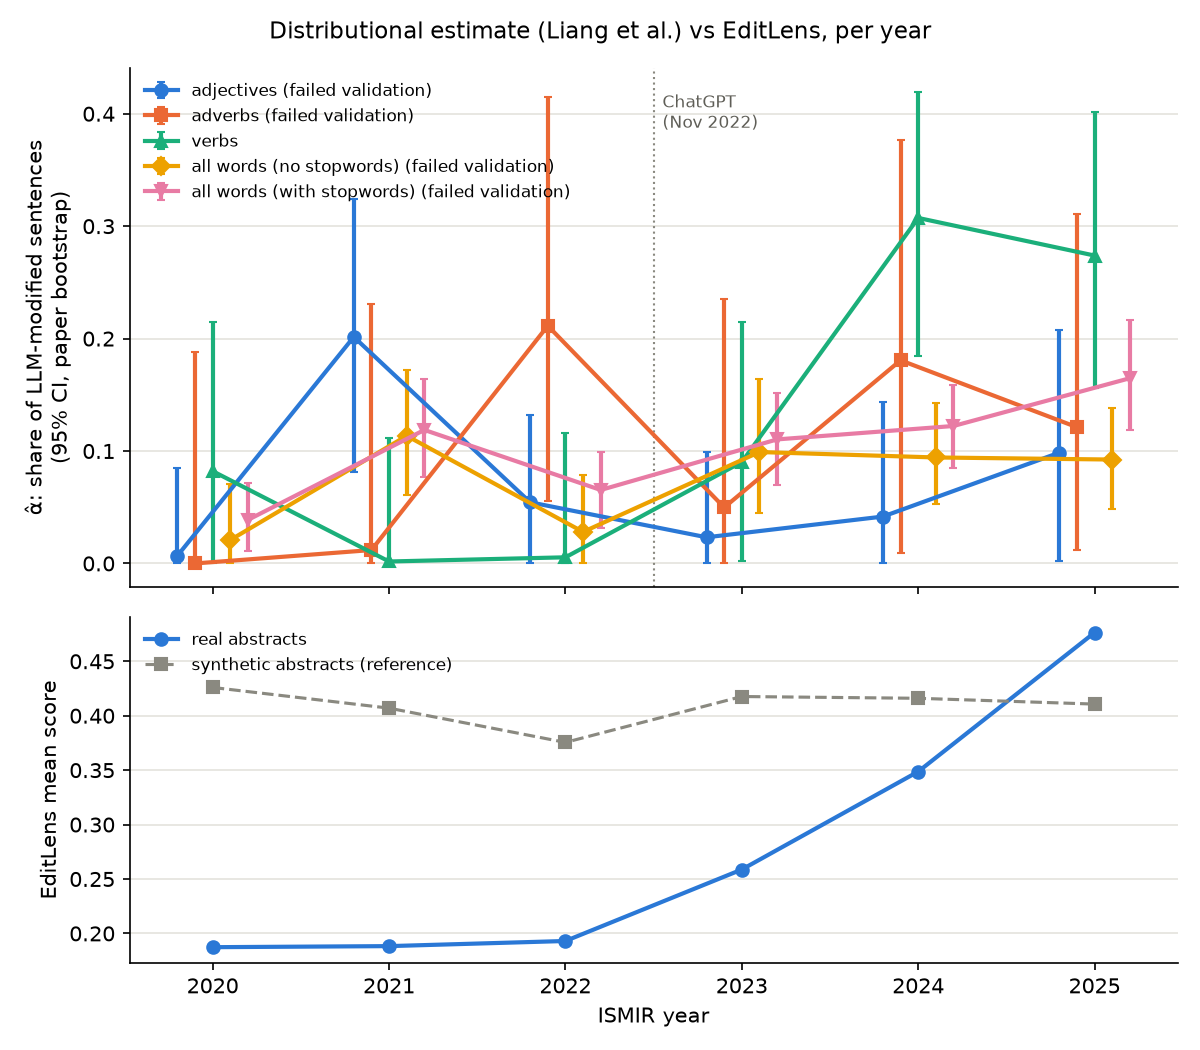 Distributional estimate (Liang et al.) vs EditLens, per year
adjectives (failed validation)
adverbs (failed validation)
verbs
all words (no stopwords) (failed validation)
all words (with stopwords) (failed validation)
ChatGPT
(Nov 2022)
α̂: share of LLM-modified sentences
(95% CI, paper bootstrap)
0.4
0.3
0.2
0.1
0.0
real abstracts
synthetic abstracts (reference)
EditLens mean score
0.45
0.40
0.35
0.30
0.25
0.20
2020 2021 2022 2023 2024 2025
ISMIR year